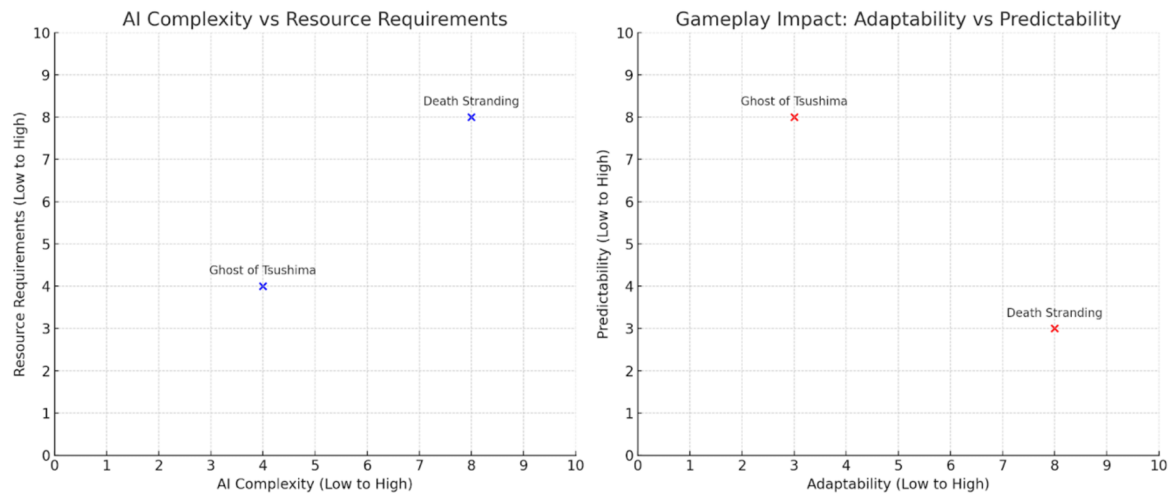 AI Complexity vs Resource Requirements
10
9
8
7
6
5
4
3
2
1
0
Resource Requirements (Low to High)
Death Stranding
Ghost of Tsushima
0 1 2 3 4 5 6 7 8 9 10
AI Complexity (Low to High)
Gameplay Impact: Adaptability vs Predictability
10
9
8
7
6
5
4
3
2
1
0
Predictability (Low to High)
Ghost of Tsushima
Death Stranding
0 1 2 3 4 5 6 7 8 9 10
Adaptability (Low to High)